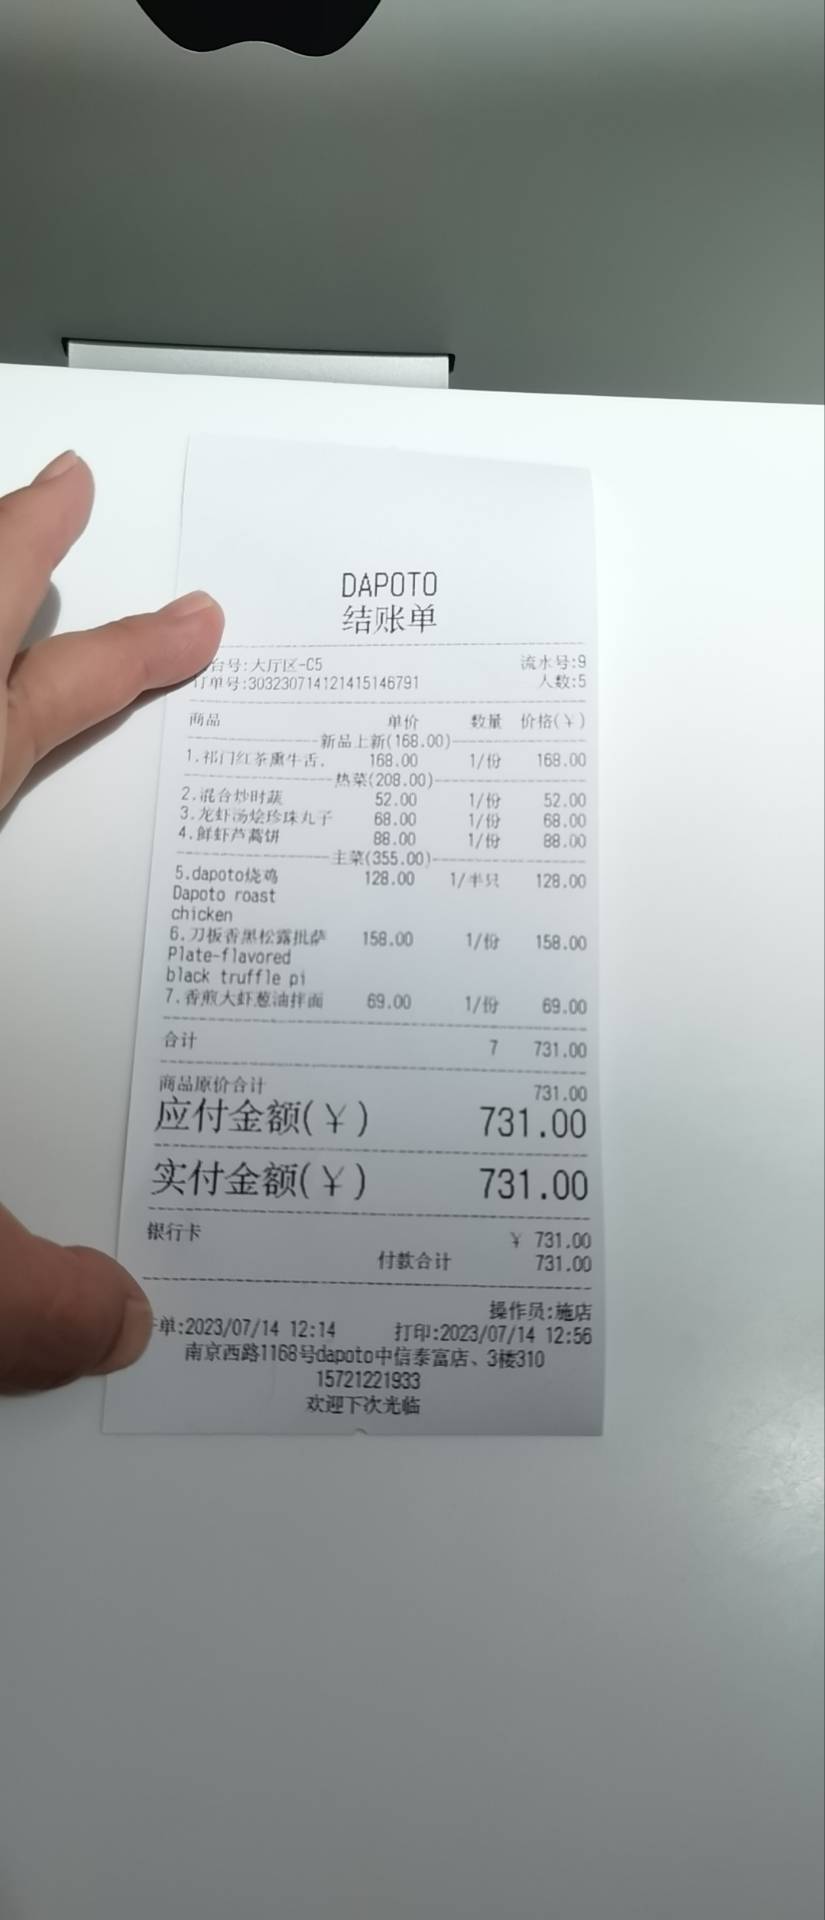 DAPOTO
结账单
台号:大厅区-C5 流水号:9
订单号:303230714121415146791 人数:5
商品 单价 数量 价格(¥)
新品上新(168.00)
1.祁门红茶熏牛舌. 168.00 1/份 168.00
热菜(208.00)
2.混合炒时蔬 52.00 1/份 52.00
3.龙虾汤烩珍珠丸子 68.00 1/份 68.00
4.鲜虾芦蒿饼 88.00 1/份 88.00
主菜(355.00)
5.dapoto烧鸡 128.00 1/半只 128.00
Dapoto roast
chicken
6.刀板香黑松露批萨 158.00 1/份 158.00
Plate-flavored
black truffle pi
7.香煎大虾葱油拌面 69.00 1/份 69.00
合计 7 731.00
商品原价合计 731.00
应付金额(¥) 731.00
实付金额(¥) 731.00
银行卡 ¥ 731.00
付款合计 731.00
操作员:施店
单:2023/07/14 12:14 打印:2023/07/14 12:56
南京西路1168号dapoto中信泰富店、3楼310
15721221933
欢迎下次光临